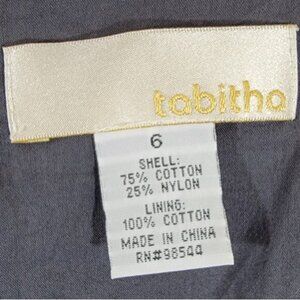 tabitha
6
SHELL:
75% COTTON
25% NYLON
LINING:
100% COTTON
MADE IN CHINA
RN#98544